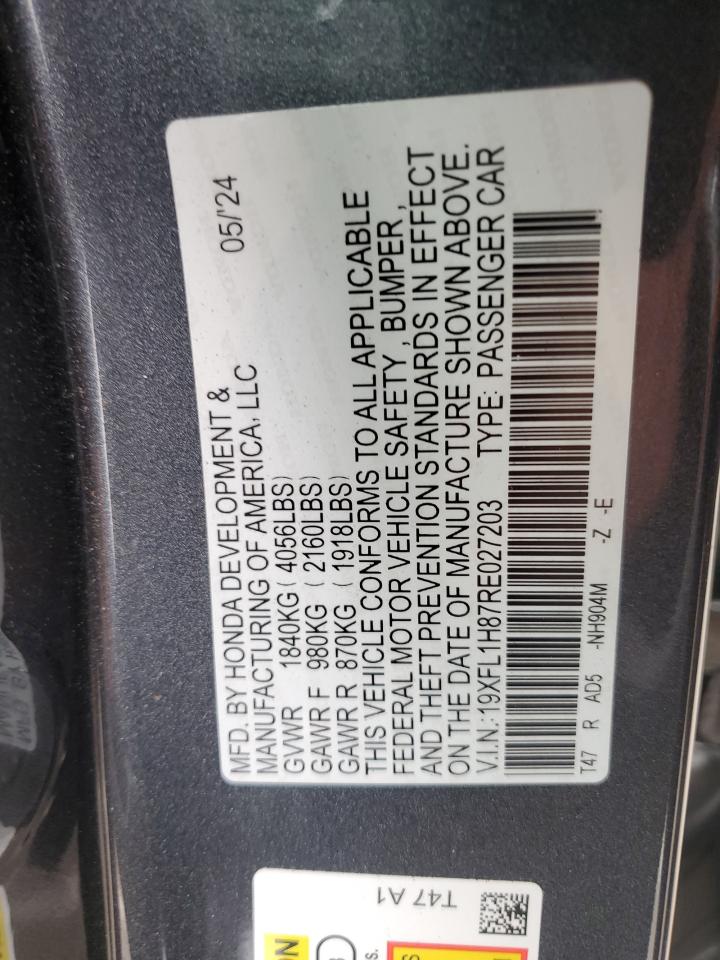 MFD. BY HONDA DEVELOPMENT &
MANUFACTURING OF AMERICA, LLC 05/'24
GVWR 1840KG ( 4056LBS)
GAWR F 980KG ( 2160LBS)
GAWR R 870KG ( 1918LBS)
THIS VEHICLE CONFORMS TO ALL APPLICABLE
FEDERAL MOTOR VEHICLE SAFETY , BUMPER ,
AND THEFT PREVENTION STANDARDS IN EFFECT
ON THE DATE OF MANUFACTURE SHOWN ABOVE.
V.I.N.:19XFL1H87RE027203 TYPE: PASSENGER CAR
T47 R AD5 -NH904M -Z -E
T47 A1